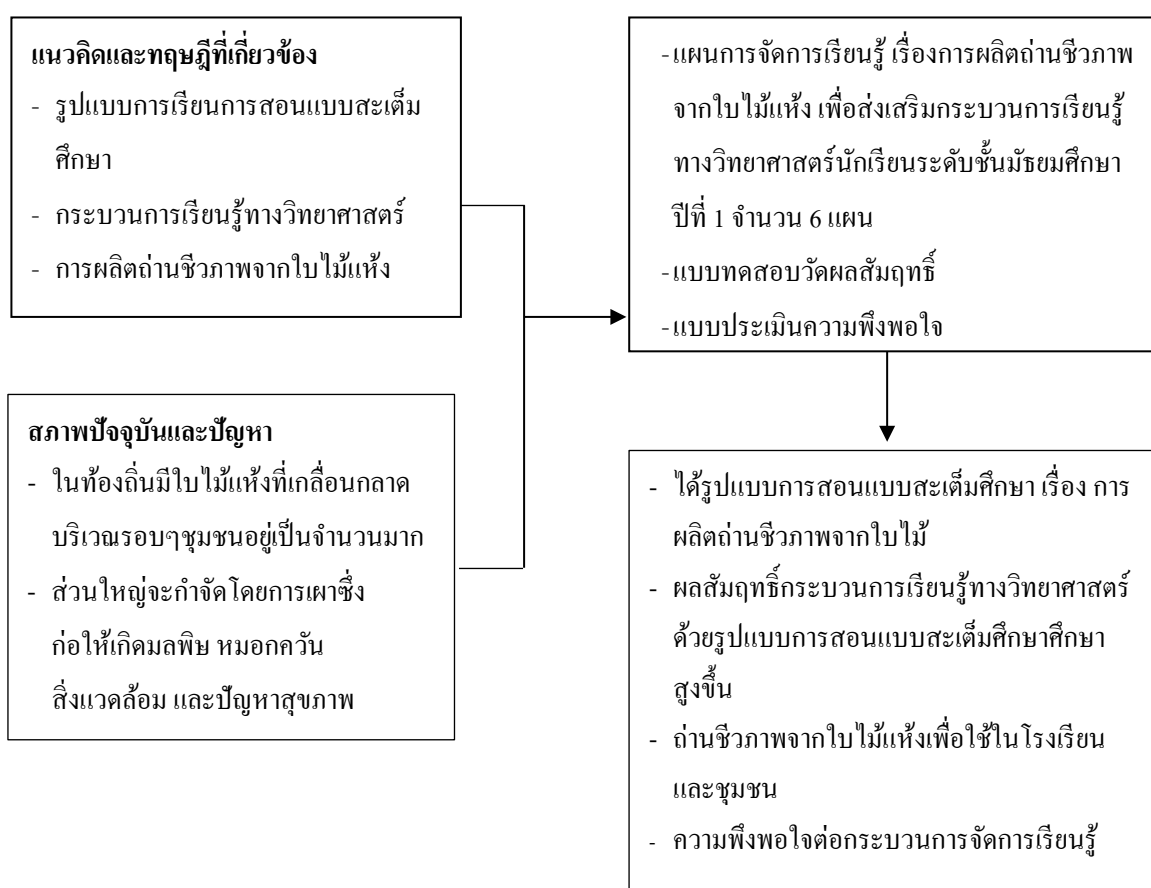 แนวคิดและทฤษฎีที่เกี่ยวข้อง
- รูปแบบการเรียนการสอนแบบสะเต็ม
ศึกษา
- กระบวนการเรียนรู้ทางวิทยาศาสตร์
- การผลิตถ่านชีวภาพจากใบไม้แห้ง
สภาพปัจจุบันและปัญหา
- ในท้องถิ่นมีใบไม้แห้งที่เกลื่อนกลาด
บริเวณรอบๆชุมชนอยู่เป็นจำนวนมาก
- ส่วนใหญ่จะกำจัดโดยการเผาซึ่ง
ก่อให้เกิดมลพิษ หมอกควัน
สิ่งแวดล้อม และปัญหาสุขภาพ
-แผนการจัดการเรียนรู้ เรื่องการผลิตถ่านชีวภาพ
จากใบไม้แห้ง เพื่อส่งเสริมกระบวนการเรียนรู้
ทางวิทยาศาสตร์นักเรียนระดับชั้นมัธยมศึกษา
ปีที่ 1 จำนวน 6 แผน
-แบบทดสอบวัดผลสัมฤทธิ์
-แบบประเมินความพึงพอใจ
- ได้รูปแบบการสอนแบบสะเต็มศึกษา เรื่อง การ
ผลิตถ่านชีวภาพจากใบไม้
- ผลสัมฤทธิ์กระบวนการเรียนรู้ทางวิทยาศาสตร์
ด้วยรูปแบบการสอนแบบสะเต็มศึกษาศึกษา
สูงขึ้น
- ถ่านชีวภาพจากใบไม้แห้งเพื่อใช้ในโรงเรียน
และชุมชน
- ความพึงพอใจต่อกระบวนการจัดการเรียนรู้